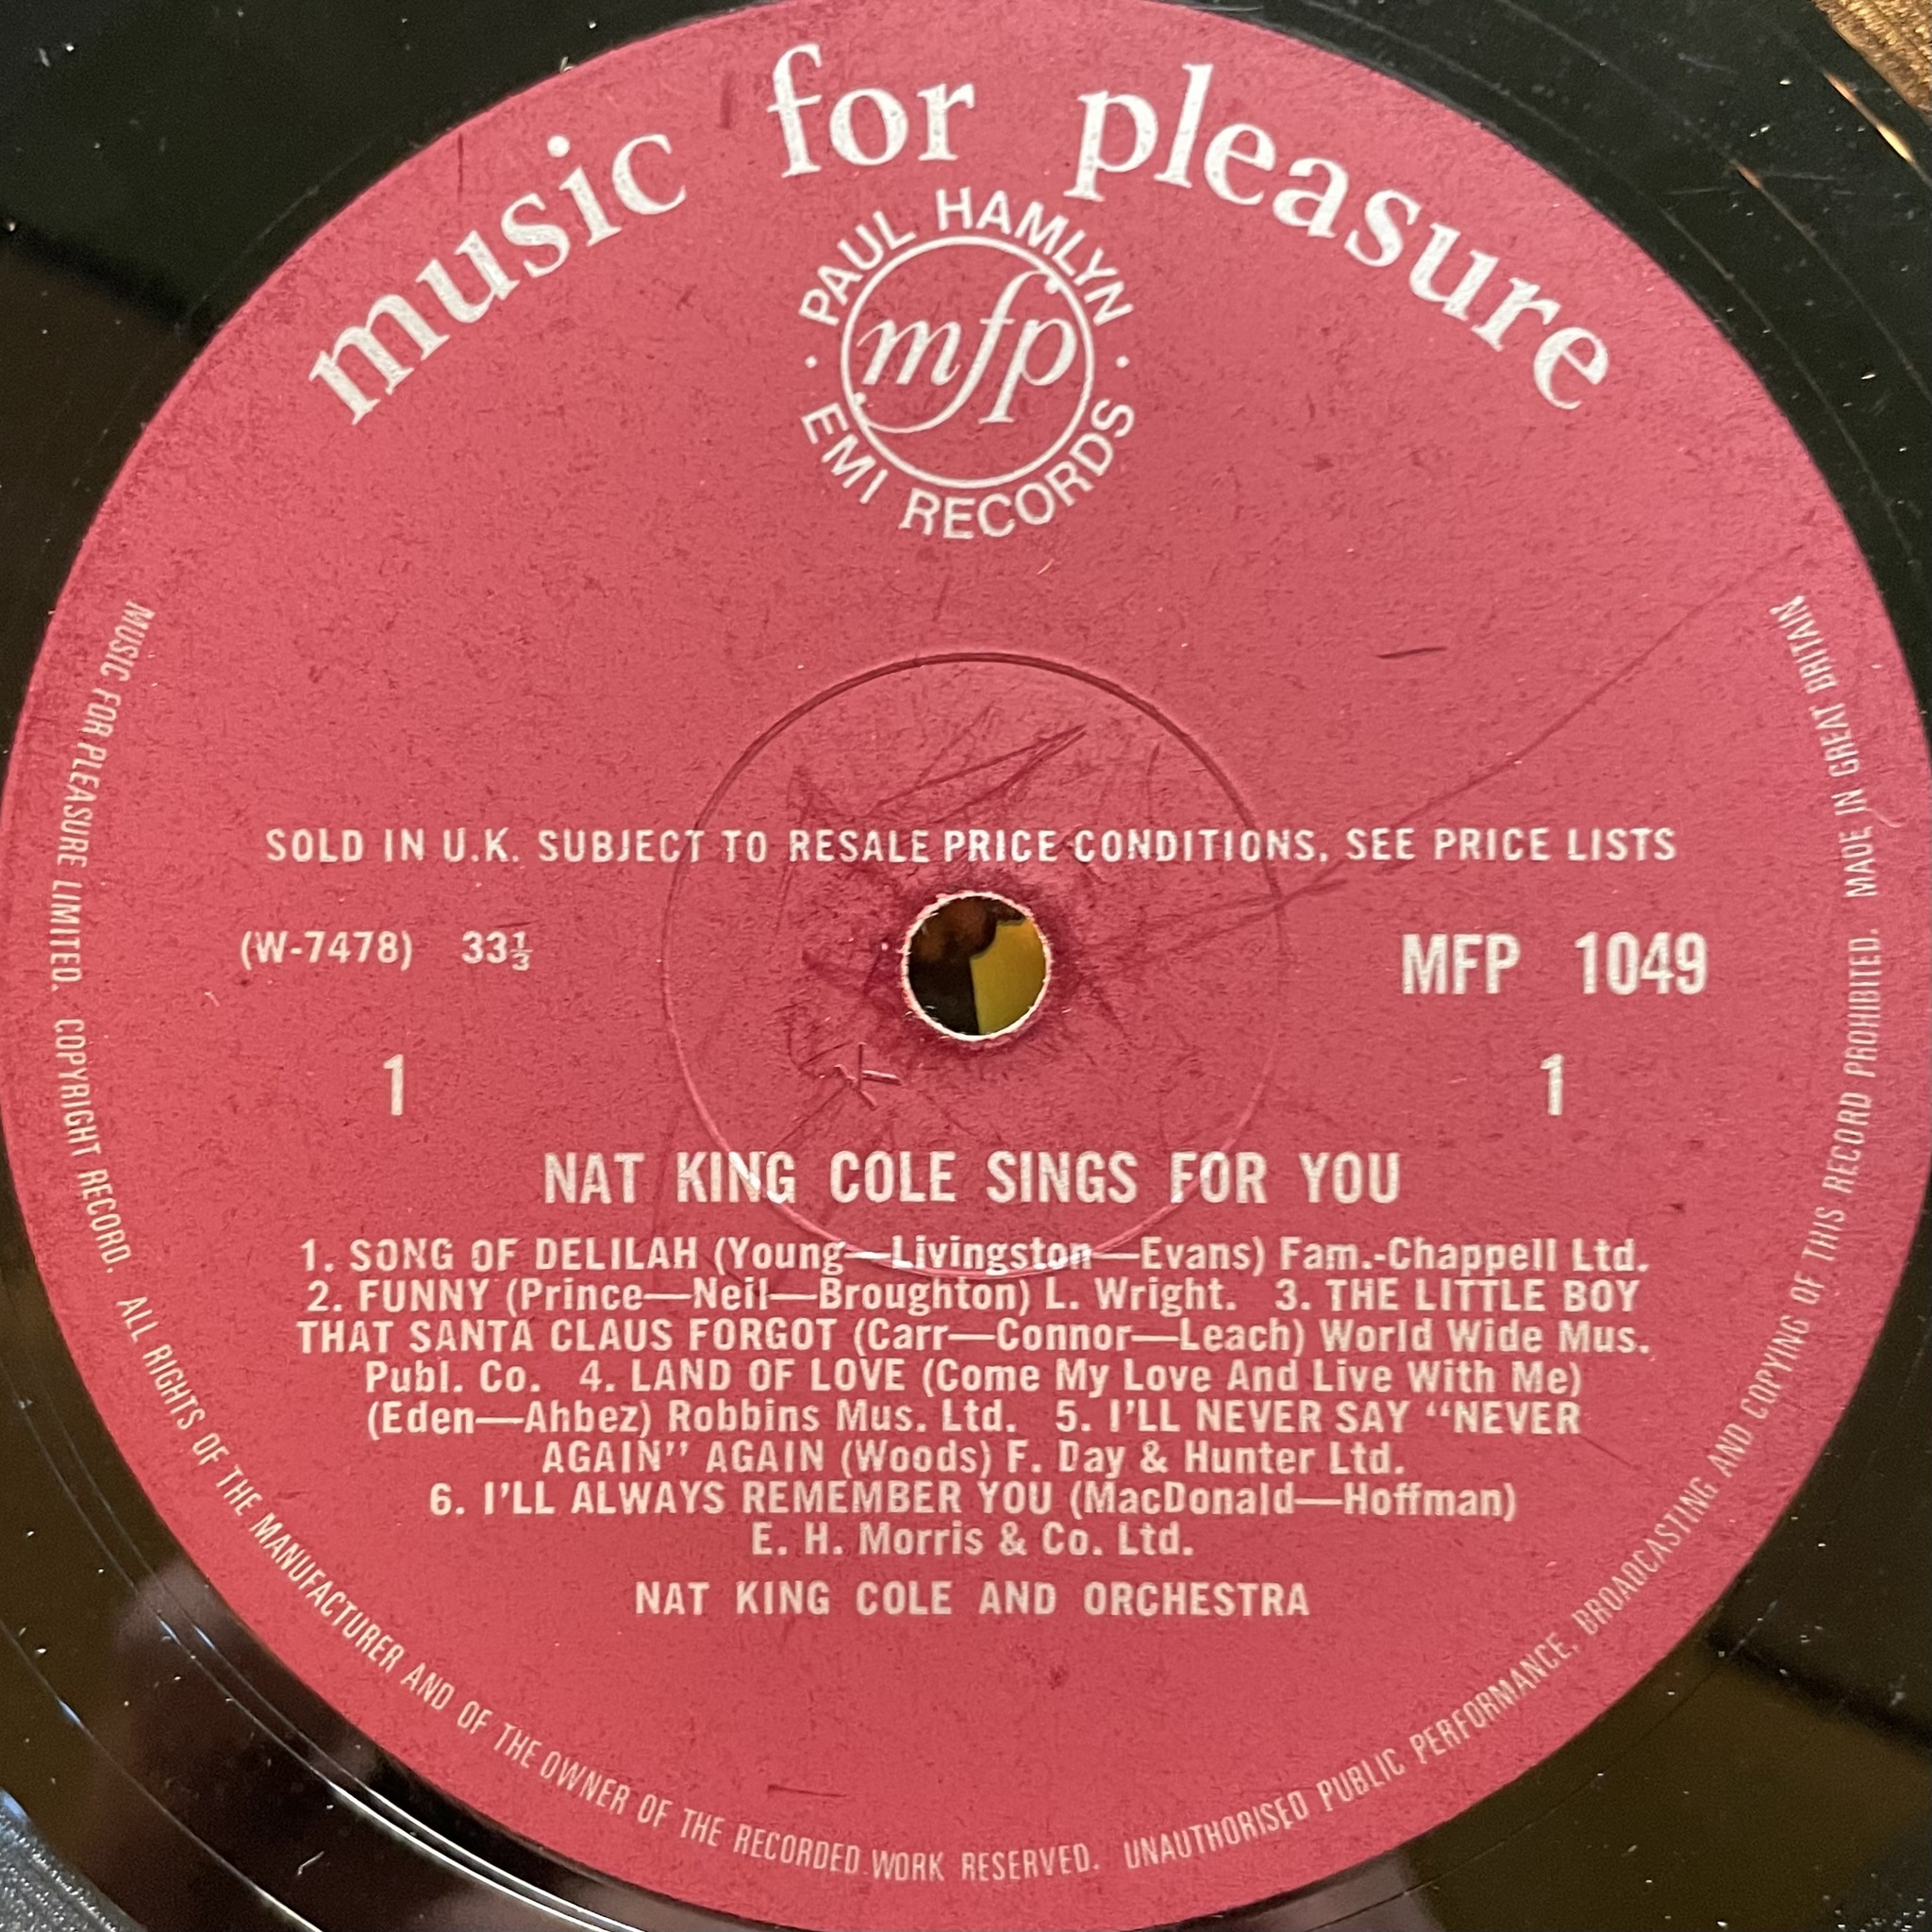 music for pleasure
PAUL HAMLYN
mfp
EMI RECORDS
SOLD IN U.K. SUBJECT TO RESALE PRICE CONDITIONS, SEE PRICE LISTS
(W-7478) 33⅓
MFP 1049
1
1
NAT KING COLE SINGS FOR YOU
1. SONG OF DELILAH (Young—Livingston—Evans) Fam.-Chappell Ltd.
2. FUNNY (Prince—Neil—Broughton) L. Wright. 3. THE LITTLE BOY
THAT SANTA CLAUS FORGOT (Carr—Connor—Leach) World Wide Mus.
Publ. Co. 4. LAND OF LOVE (Come My Love And Live With Me)
(Eden—Ahbez) Robbins Mus. Ltd. 5. I'LL NEVER SAY “NEVER
AGAIN” AGAIN (Woods) F. Day & Hunter Ltd.
6. I'LL ALWAYS REMEMBER YOU (MacDonald—Hoffman)
E. H. Morris & Co. Ltd.
NAT KING COLE AND ORCHESTRA
MUSIC FOR PLEASURE LIMITED. COPYRIGHT RECORD. ALL RIGHTS OF THE MANUFACTURER AND OF THE OWNER OF THE RECORDED WORK RESERVED. UNAUTHORISED PUBLIC PERFORMANCE, BROADCASTING AND COPYING OF THIS RECORD PROHIBITED. MADE IN GREAT BRITAIN